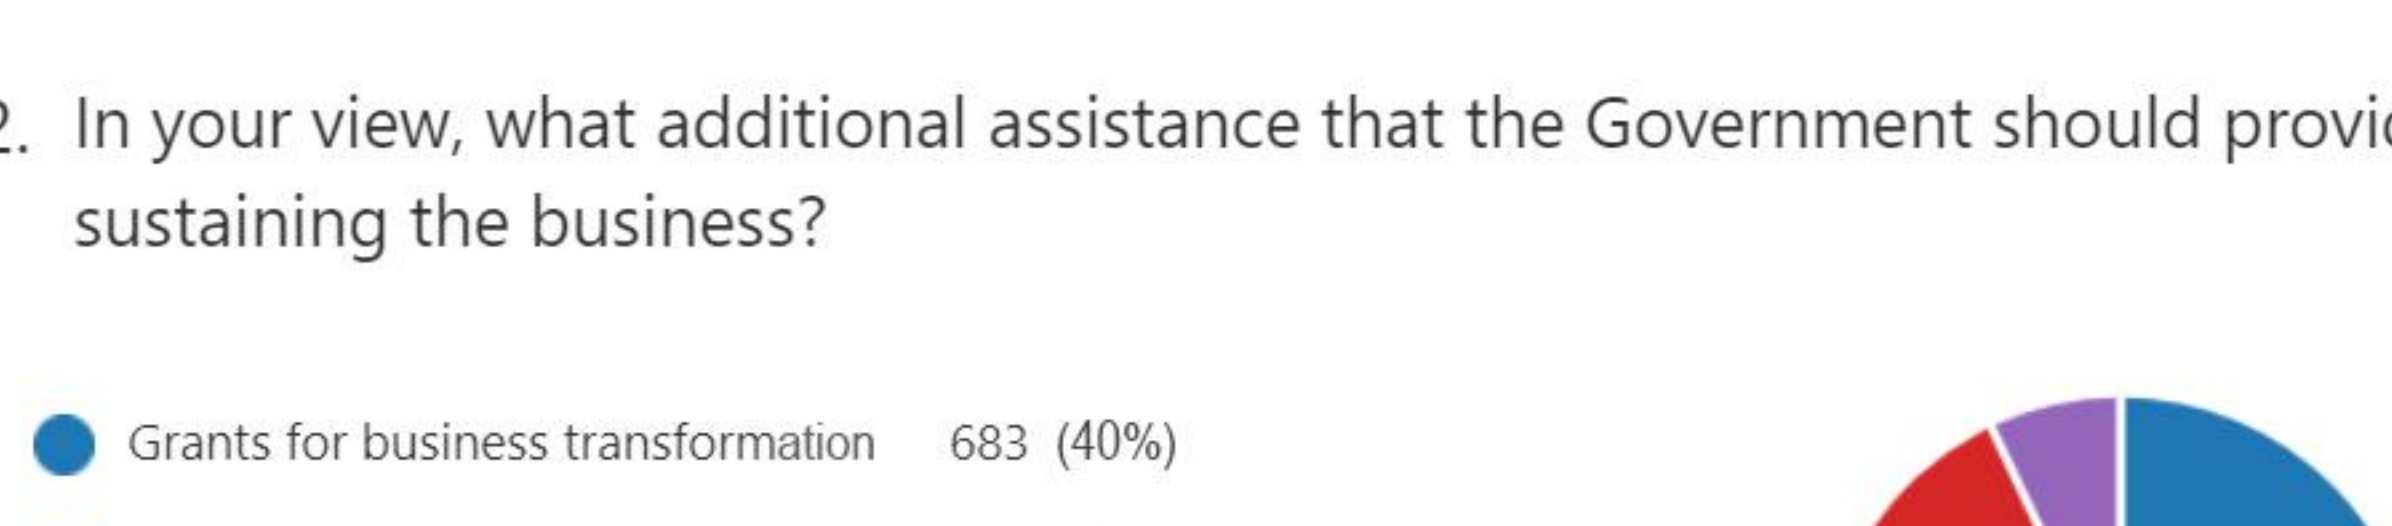 2. In your view, what additional assistance that the Government should
sustaining the business?
Grants for business transformation 683 (40%)